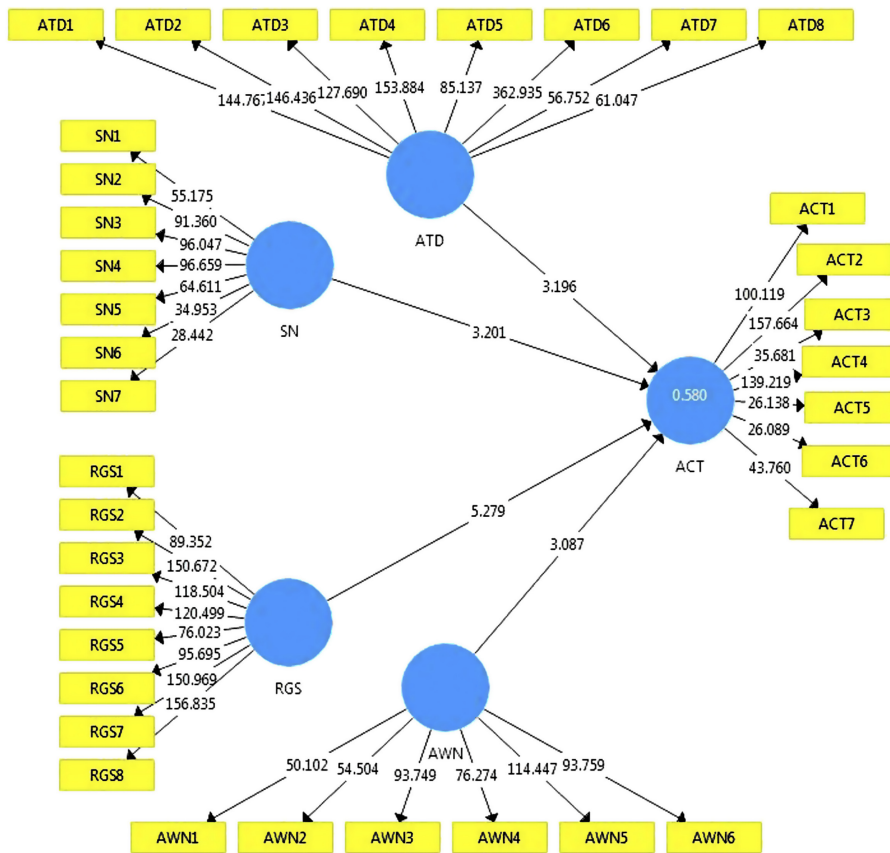 ATD1
ATD2
ATD3
ATD4
ATD5
ATD6
ATD7
ATD8
144.767
146.436
127.690
153.884
85.137
362.935
56.752
61.047
ATD
SN1
SN2
SN3
SN4
SN5
SN6
SN7
55.175
91.360
96.047
96.659
64.611
34.953
28.442
SN
3.196
3.201
5.279
3.087
ACT1
ACT2
ACT3
ACT4
ACT5
ACT6
ACT7
100.119
157.664
35.681
139.219
26.138
26.089
43.760
0.580
ACT
RGS1
RGS2
RGS3
RGS4
RGS5
RGS6
RGS7
RGS8
89.352
150.672
118.504
120.499
76.023
95.695
150.969
156.835
RGS
AWN
50.102
54.504
93.749
76.274
114.447
93.759
AWN1
AWN2
AWN3
AWN4
AWN5
AWN6